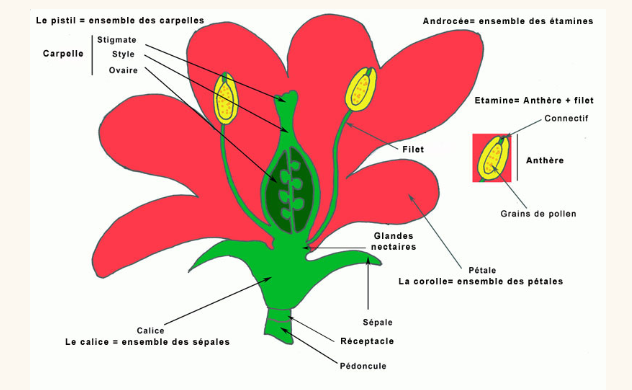 Le pistil = ensemble des carpelles
Androcée= ensemble des étamines
Stigmate
Carpelle
Style
Ovaire
Etamine= Anthère + filet
Connectif
Filet
Anthère
Grains de pollen
Glandes
nectaires
Pétale
La corolle= ensemble des pétales
Sépale
Calice
Le calice = ensemble des sépales
Réceptacle
Pédoncule